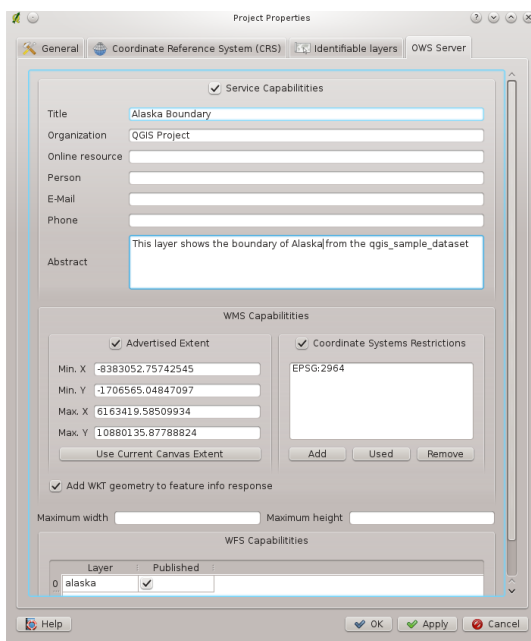 Project Properties
General Coordinate Reference System (CRS) Identifiable layers OWS Server
Service Capabilitities
Title Alaska Boundary
Organization QGIS Project
Online resource
Person
E-Mail
Phone
Abstract This layer shows the boundary of Alaska from the qgis_sample_dataset
WMS Capabilitities
Advertised Extent
Min. X -8383052.75742545
Min. Y -1706565.04847097
Max. X 6163419.58509934
Max. Y 10880135.87788824
Use Current Canvas Extent
Coordinate Systems Restrictions
EPSG:2964
Add Used Remove
Add WKT geometry to feature info response
Maximum width Maximum height
WFS Capabilitities
Layer Published
0 alaska
Help OK Apply Cancel